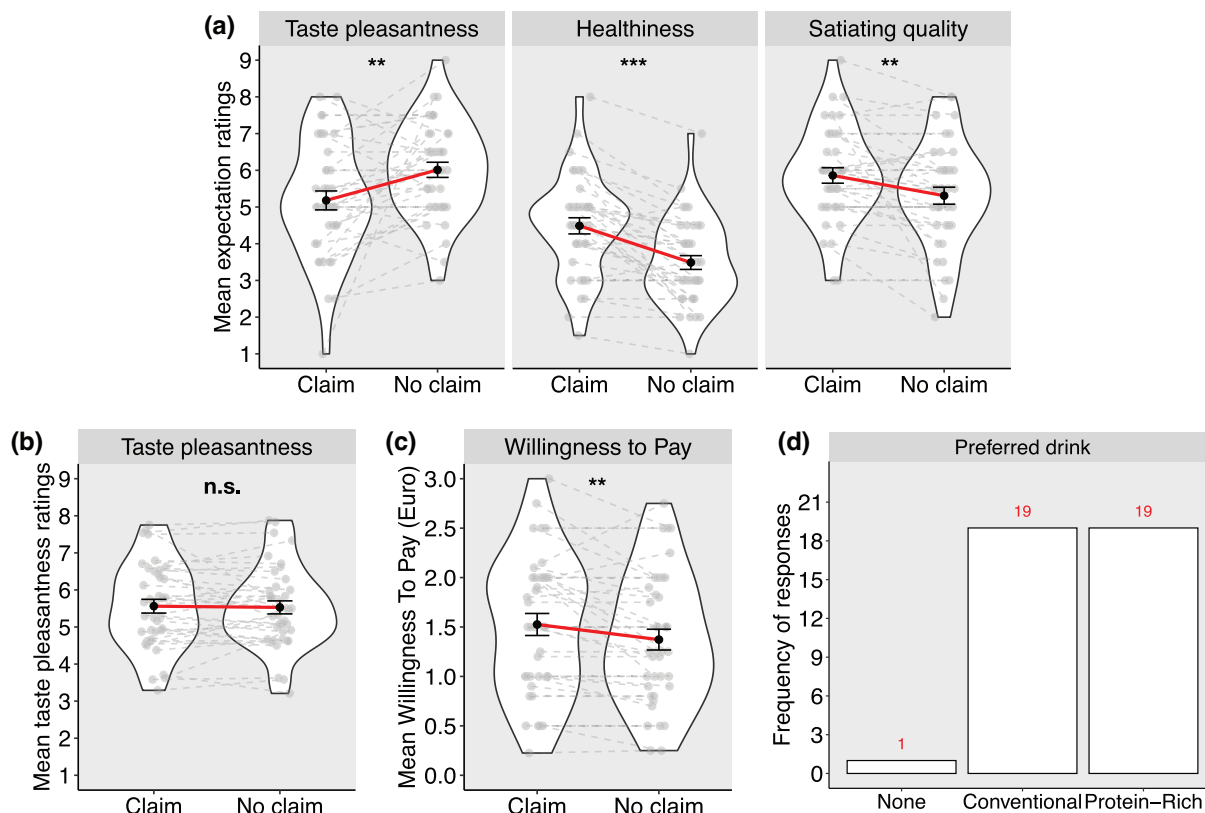 (a)
Taste pleasantness
Healthiness
Satiating quality
Mean expectation ratings
9
8
7
6
5
4
3
2
1
**
***
**
Claim
No claim
Claim
No claim
Claim
No claim
(b)
Taste pleasantness
Mean taste pleasantness ratings
9
8
7
6
5
4
3
2
1
n.s.
Claim
No claim
(c)
Willingness to Pay
Mean Willingness To Pay (Euro)
3.0
2.5
2.0
1.5
1.0
0.5
0.0
**
Claim
No claim
(d)
Preferred drink
Frequency of responses
21
18
15
12
9
6
3
0
1
19
19
None
Conventional
Protein−Rich